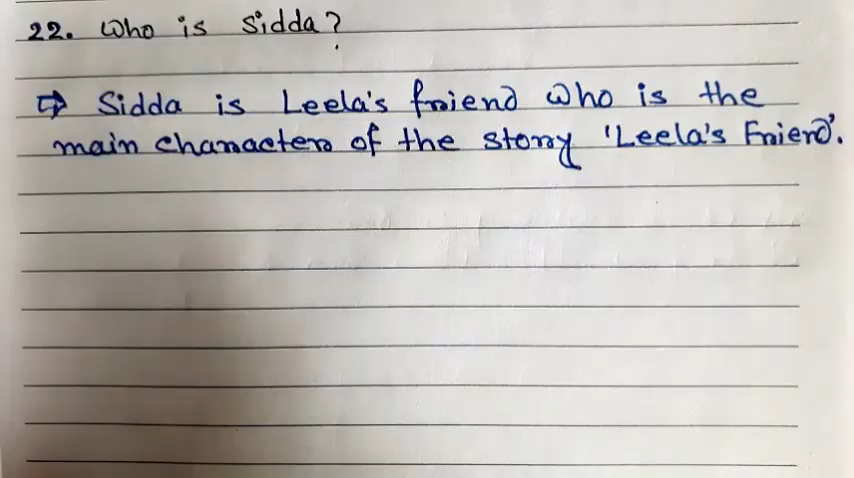 22. Who is Sidda?
⇨ Sidda is Leela's friend who is the
main character of the story 'Leela's Friend'.